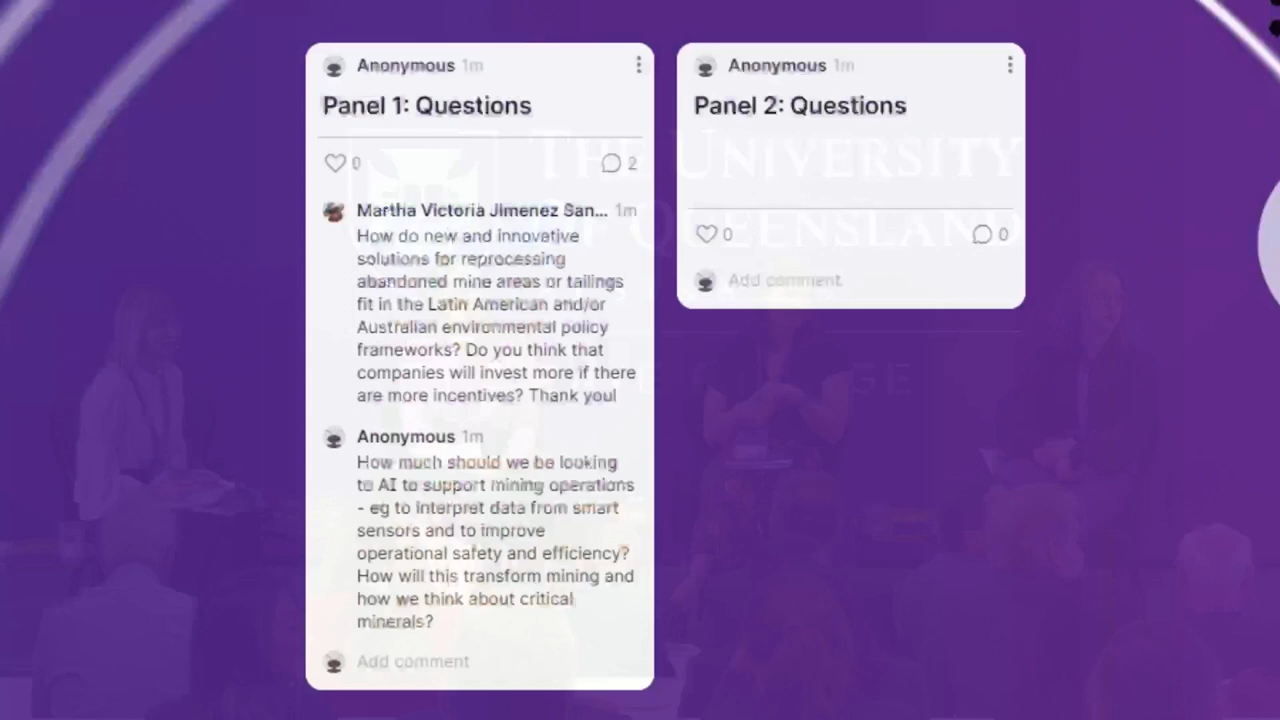 Anonymous 1m
Panel 1: Questions
0
2
Martha Victoria Jimenez San... 1m
How do new and innovative
solutions for reprocessing
abandoned mine areas or tailings
fit in the Latin American and/or
Australian environmental policy
frameworks? Do you think that
companies will invest more if there
are more incentives? Thank you!
Anonymous 1m
How much should we be looking
to AI to support mining operations
- eg to interpret data from smart
sensors and to improve
operational safety and efficiency?
How will this transform mining and
how we think about critical
minerals?
Add comment
Anonymous 1m
Panel 2: Questions
0
0
Add comment
THE UNIVERSITY
OF QUEENSLAND